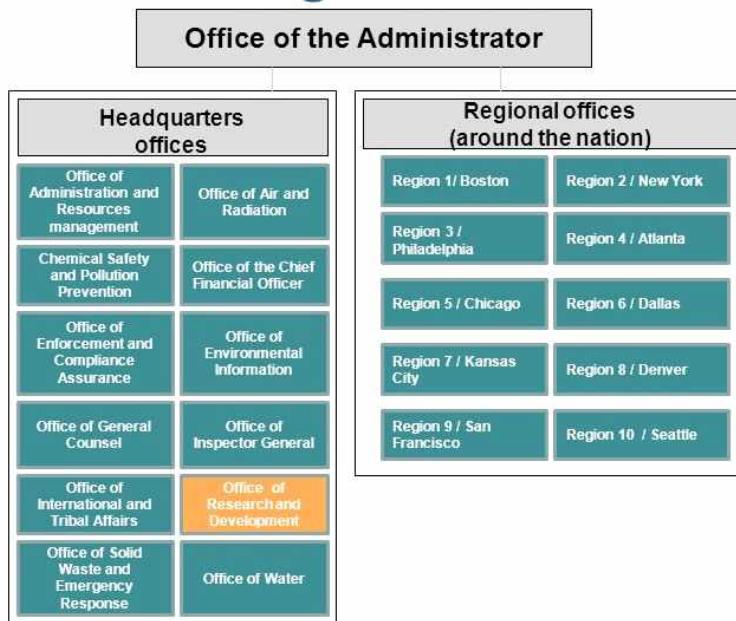 Office of the Administrator
Headquarters
offices
Office of
Administration and
Resources
management
Office of Air and
Radiation
Chemical Safety
and Pollution
Prevention
Office of the Chief
Financial Officer
Office of
Enforcement and
Compliance
Assurance
Office of
Environmental
Information
Office of General
Counsel
Office of
Inspector General
Office of
International and
Tribal Affairs
Office of
Research and
Development
Office of Solid
Waste and
Emergency
Response
Office of Water
Regional offices
(around the nation)
Region 1/ Boston
Region 2 / New York
Region 3 /
Philadelphia
Region 4 / Atlanta
Region 5 / Chicago
Region 6 / Dallas
Region 7 / Kansas
City
Region 8 / Denver
Region 9 / San
Francisco
Region 10 / Seattle